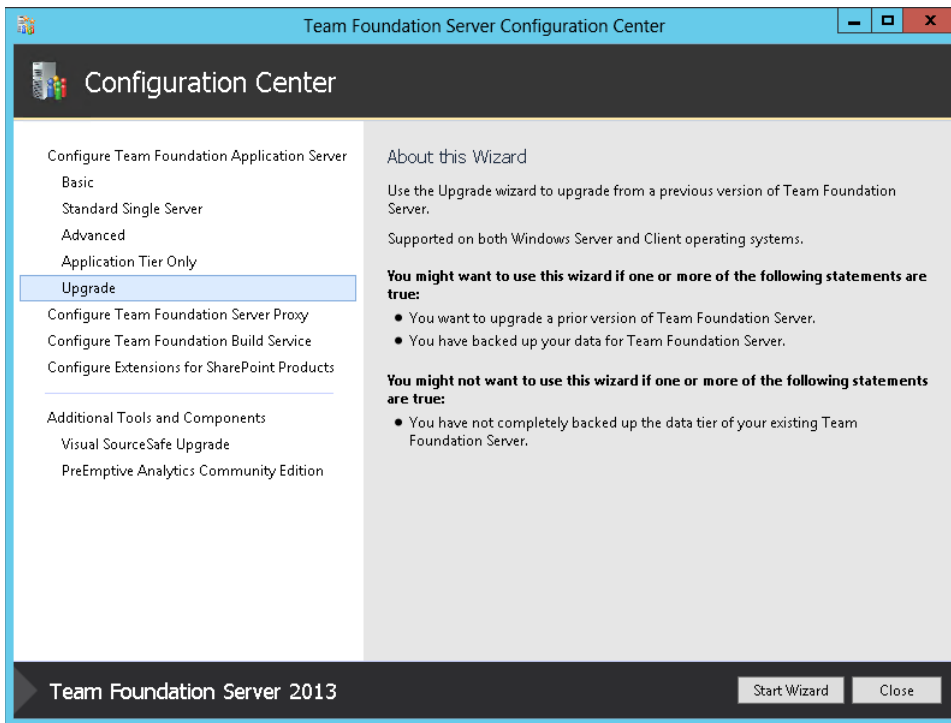 Team Foundation Server Configuration Center
Configuration Center
Configure Team Foundation Application Server
Basic
Standard Single Server
Advanced
Application Tier Only
Upgrade
Configure Team Foundation Server Proxy
Configure Team Foundation Build Service
Configure Extensions for SharePoint Products
Additional Tools and Components
Visual SourceSafe Upgrade
PreEmptive Analytics Community Edition
About this Wizard
Use the Upgrade wizard to upgrade from a previous version of Team Foundation
Server.
Supported on both Windows Server and Client operating systems.
You might want to use this wizard if one or more of the following statements are
true:
• You want to upgrade a prior version of Team Foundation Server.
• You have backed up your data for Team Foundation Server.
You might not want to use this wizard if one or more of the following statements
are true:
• You have not completely backed up the data tier of your existing Team
Foundation Server.
Team Foundation Server 2013
Start Wizard
Close